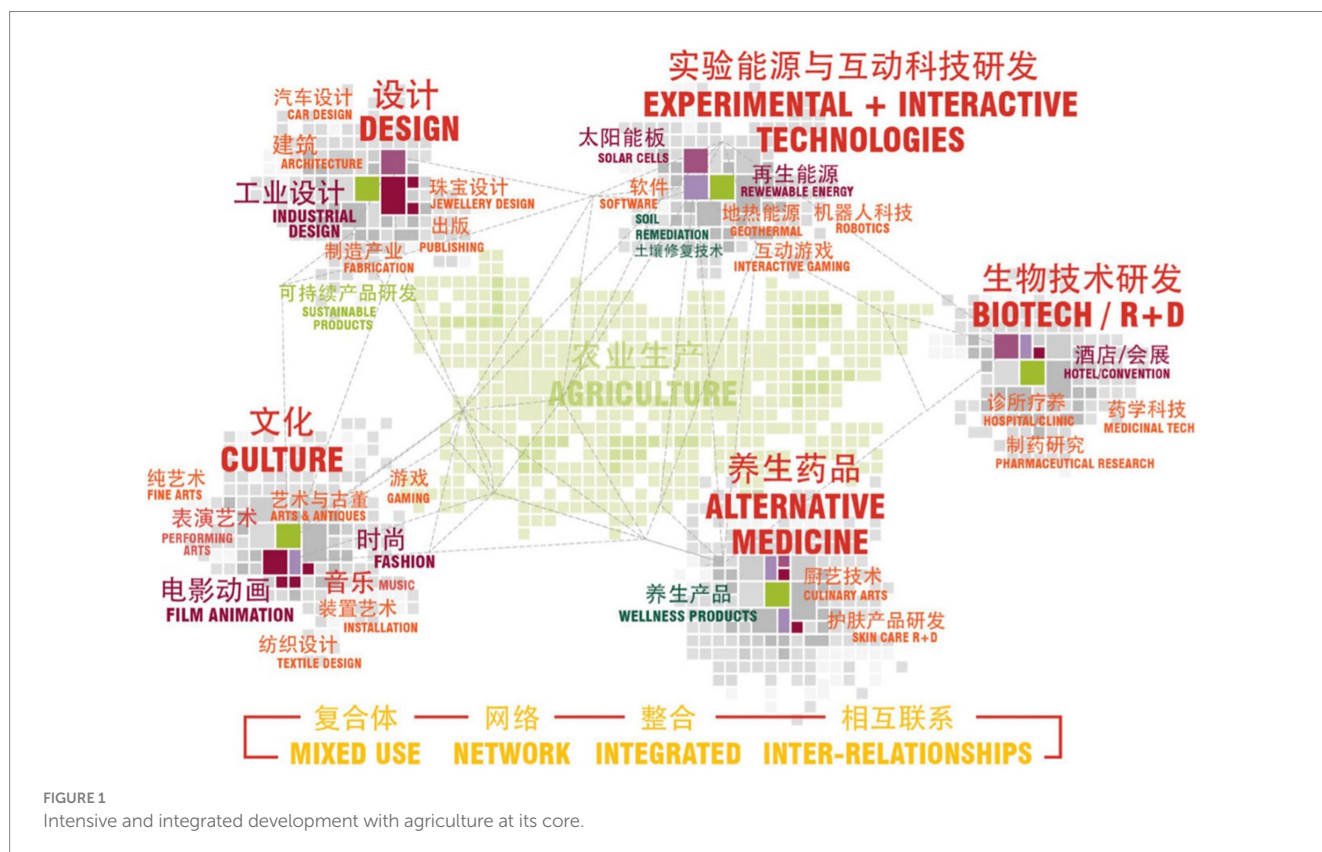 设计
DESIGN
汽车设计
CAR DESIGN
建筑
ARCHITECTURE
工业设计
INDUSTRIAL
DESIGN
珠宝设计
JEWELLERY DESIGN
出版
PUBLISHING
制造产业
FABRICATION
可持续产品研发
SUSTAINABLE
PRODUCTS
实验能源与互动科技研发
EXPERIMENTAL + INTERACTIVE
TECHNOLOGIES
太阳能板
SOLAR CELLS
再生能源
REWEWABLE ENERGY
软件
SOFTWARE
SOIL
REMEDIATION
土壤修复技术
地热能源
GEOTHERMAL
机器人科技
ROBOTICS
互动游戏
INTERACTIVE GAMING
生物技术研发
BIOTECH / R+D
酒店/会展
HOTEL/CONVENTION
诊所疗养
HOSPITAL/CLINIC
药学科技
MEDICINAL TECH
制药研究
PHARMACEUTICAL RESEARCH
农业生产
AGRICULTURE
文化
CULTURE
纯艺术
FINE ARTS
艺术与古董
ARTS & ANTIQUES
游戏
GAMING
表演艺术
PERFORMING
ARTS
时尚
FASHION
电影动画
FILM ANIMATION
音乐 MUSIC
装置艺术
INSTALLATION
纺织设计
TEXTILE DESIGN
养生药品
ALTERNATIVE
MEDICINE
养生产品
WELLNESS PRODUCTS
厨艺技术
CULINARY ARTS
护肤产品研发
SKIN CARE R+D
复合体 网络 整合 相互联系
MIXED USE NETWORK INTEGRATED INTER-RELATIONSHIPS
FIGURE 1
Intensive and integrated development with agriculture at its core.